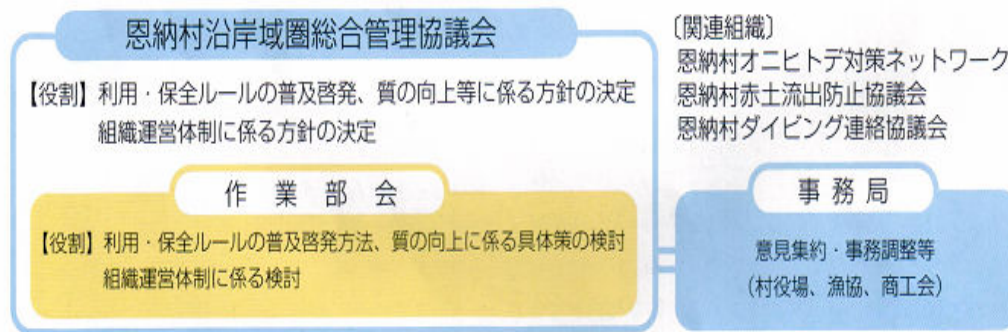 恩納村沿岸域圏総合管理協議会
【役割】利用・保全ルールの普及啓発、質の向上等に係る方針の決定
組織運営体制に係る方針の決定
作業部会
【役割】利用・保全ルールの普及啓発方法、質の向上に係る具体策の検討
組織運営体制に係る検討
〔関連組織〕
恩納村オニヒトデ対策ネットワーク
恩納村赤土流出防止協議会
恩納村ダイビング連絡協議会
事務局
意見集約・事務調整等
（村役場、漁協、商工会）